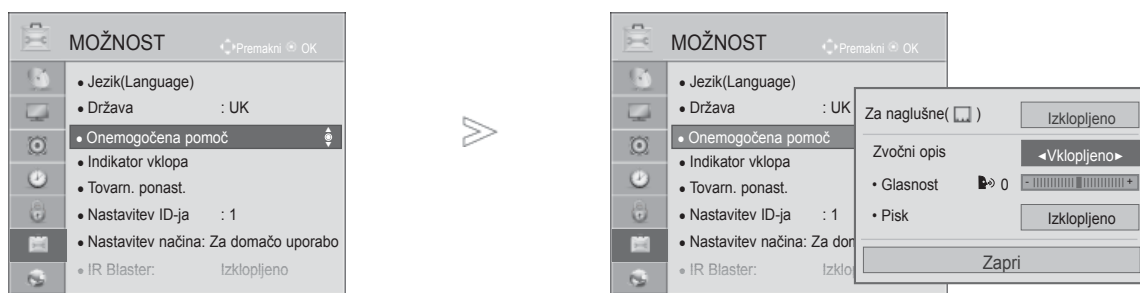 MOŽNOST
Premakni OK
• Jezik(Language)
• Država : UK
• Onemogočena pomoč
• Indikator vklopa
• Tovarn. ponast.
• Nastavitev ID-ja : 1
• Nastavitev načina: Za domačo uporabo
• IR Blaster: Izklopljeno
MOŽNOST
Premakni OK
• Jezik(Language)
• Država : UK
• Onemogočena pomoč
• Indikator vklopa
• Tovarn. ponast.
• Nastavitev ID-ja : 1
• Nastavitev načina: Za dom
• IR Blaster: Izklo
Za naglušne( ) Izklopljeno
Zvočni opis ◄Vklopljeno►
• Glasnost 0 - +
• Pisk Izklopljeno
Zapri